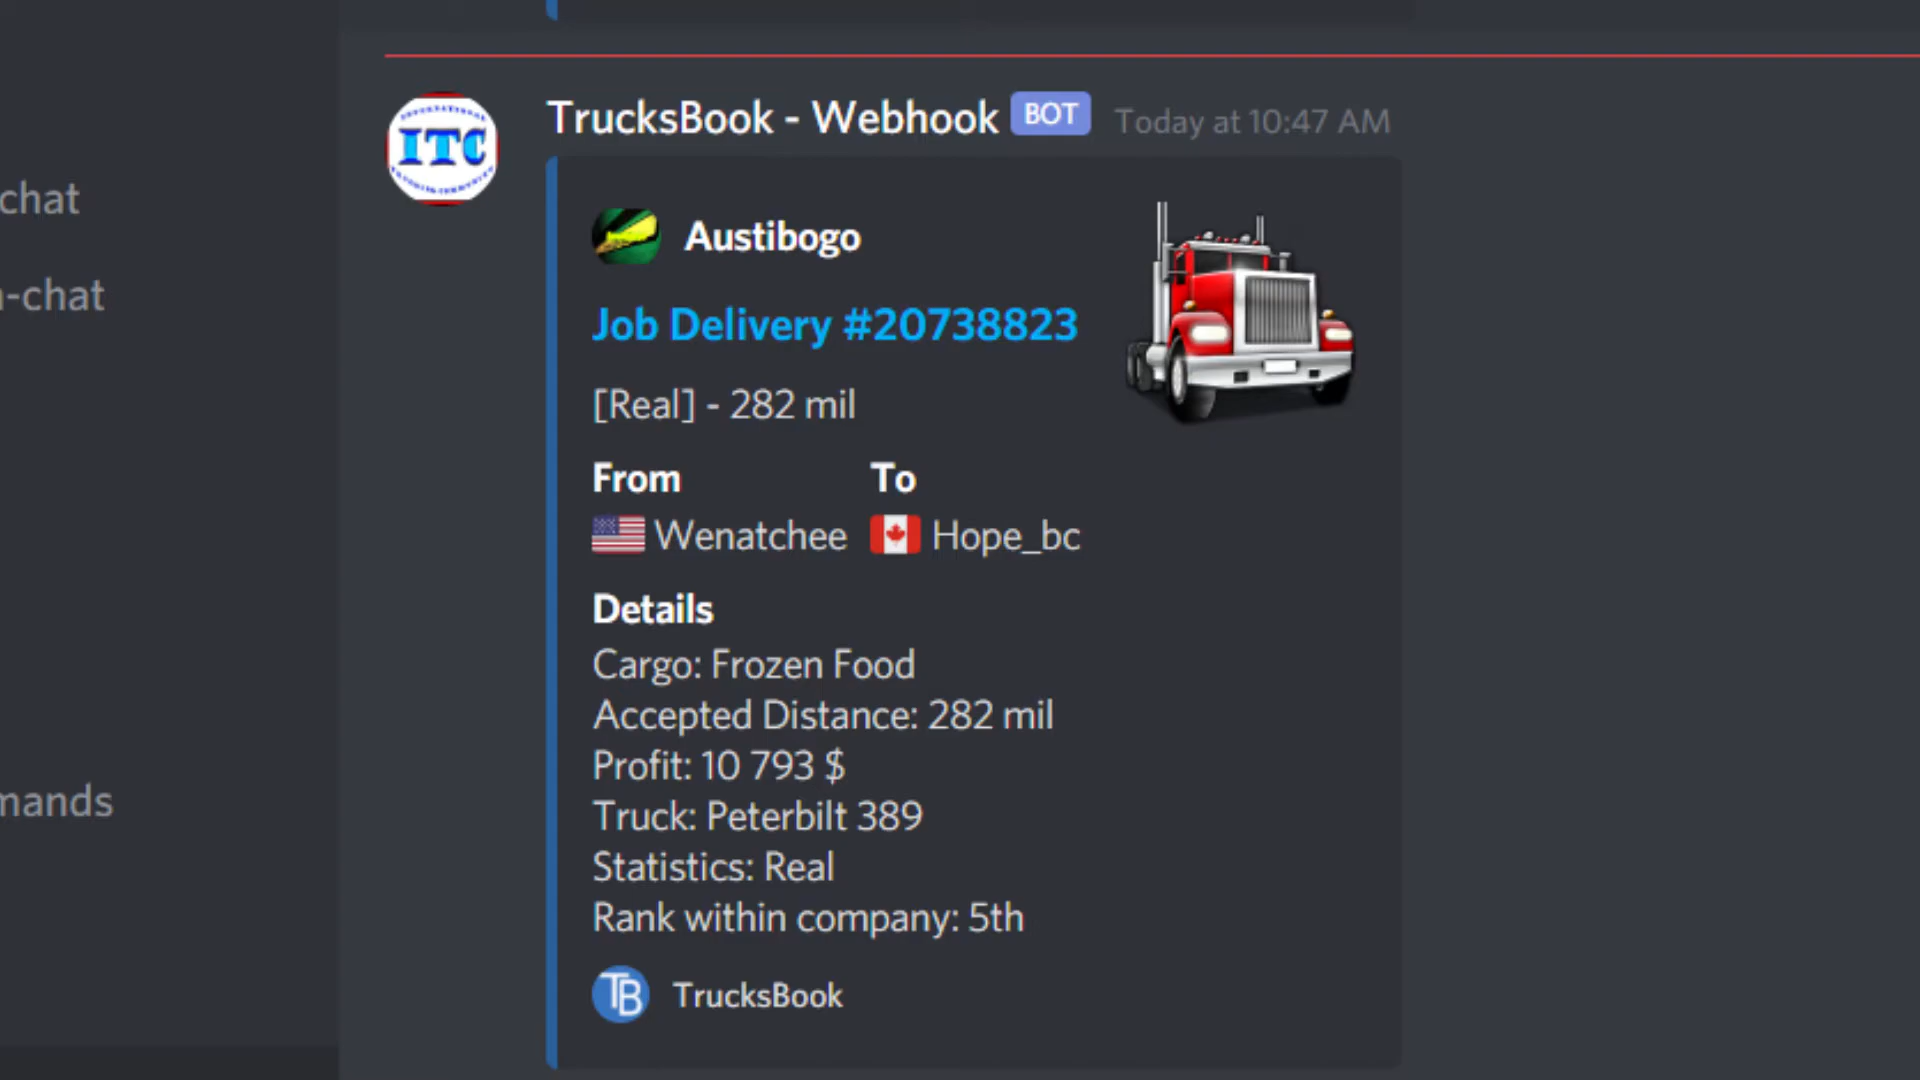 TrucksBook - Webhook BOT Today at 10:47 AM
ITC
chat
-chat
mands
Austibogo
Job Delivery #20738823
[Real] - 282 mil
From To
Wenatchee Hope_bc
Details
Cargo: Frozen Food
Accepted Distance: 282 mil
Profit: 10 793 $
Truck: Peterbilt 389
Statistics: Real
Rank within company: 5th
TB TrucksBook